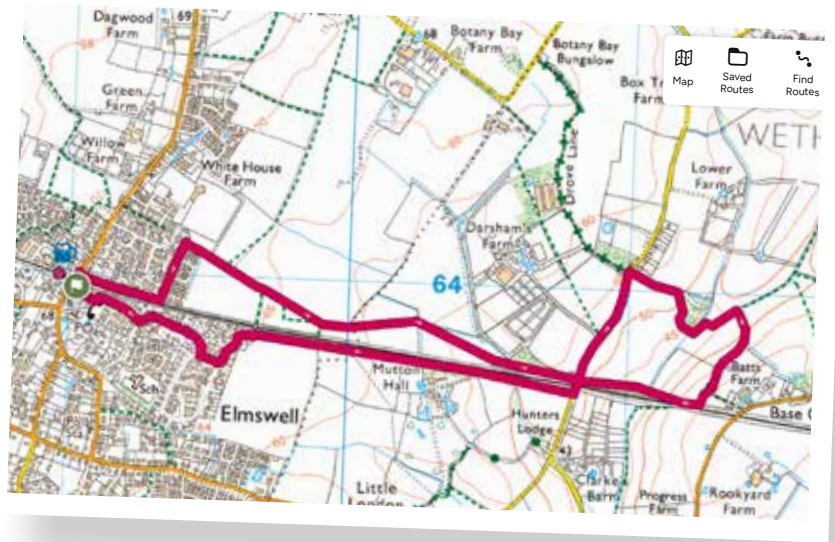 Dagwood
Farm
69
68
Botany Bay
Farm
Botany Bay
Bungalow
Map
Saved
Routes
Find
Routes
Green
Farm
Willow
Farm
White House
Farm
Drove Lane
Lower
Farm
Darsham's
Farm
64
Mutton
Hall
Batts
Farm
Base
Elmswell
Sch
Hunters
Lodge
Little
London
Clarke's
Barn
Progress
Farm
Rookyard
Farm